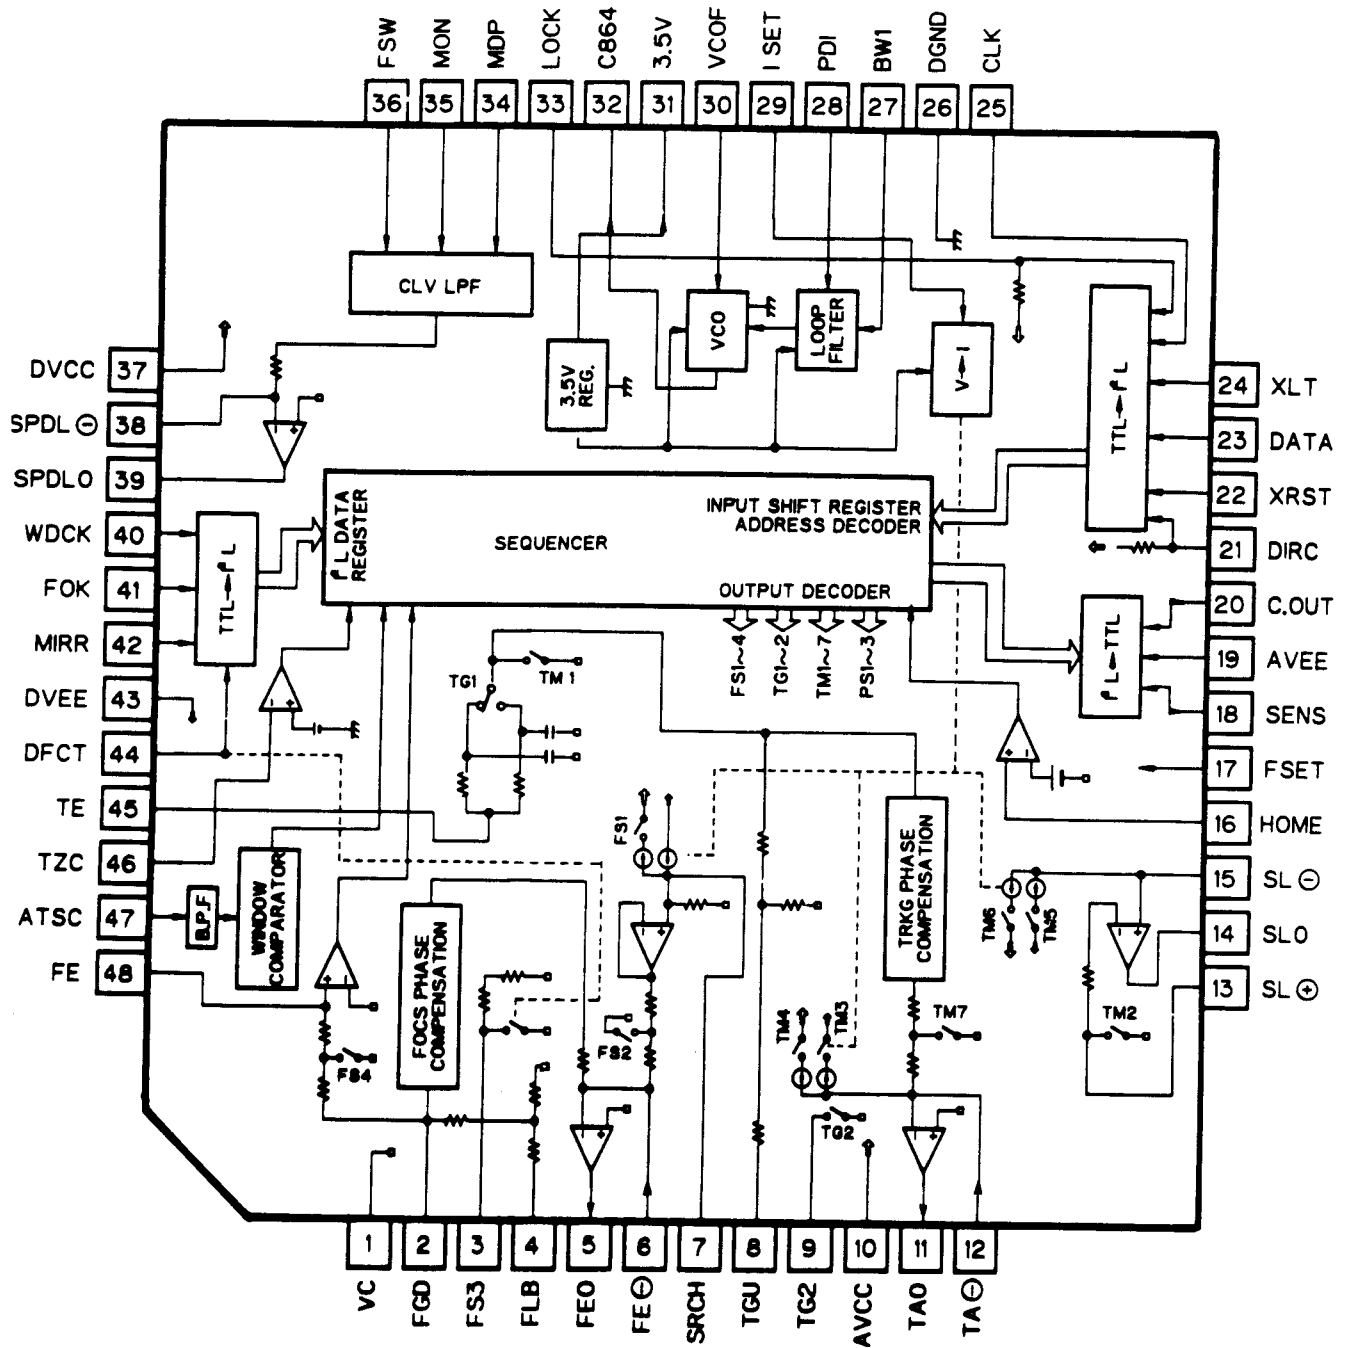 FSW
MON
MDP
LOCK
C864
3.5V
VCOF
I SET
PDI
BW1
DGND
CLK
36
35
34
33
32
31
30
29
28
27
26
25
CLV LPF
VCO
LOOP
FILTER
3.5V
REG.
V→I
TTL→I²L
DVCC 37
SPDL⊖ 38
SPDLO 39
WDCK 40
FOK 41
MIRR 42
DVEE 43
DFCT 44
TE 45
TZC 46
ATSC 47
FE 48
24 XLT
23 DATA
22 XRST
21 DIRC
20 C.OUT
19 AVEE
18 SENS
17 FSET
16 HOME
15 SL⊖
14 SLO
13 SL⊕
TTL→I²L
I²L DATA
REGISTER
SEQUENCER
INPUT SHIFT REGISTER
ADDRESS DECODER
OUTPUT DECODER
FS1~4
TG1~2
TM1~7
PS1~3
I²L→TTL
TG1
TM1
FS1
B.P.F
WINDOW
COMPARATOR
FOCS PHASE
COMPENSATION
TRKG PHASE
COMPENSATION
TM6
TM5
TM2
TM7
TM4
TM3
FS2
FS4
TG2
1
2
3
4
5
6
7
8
9
10
11
12
VC
FGD
FS3
FLB
FEO
FE⊖
SRCH
TGU
TG2
AVCC
TAO
TA⊖